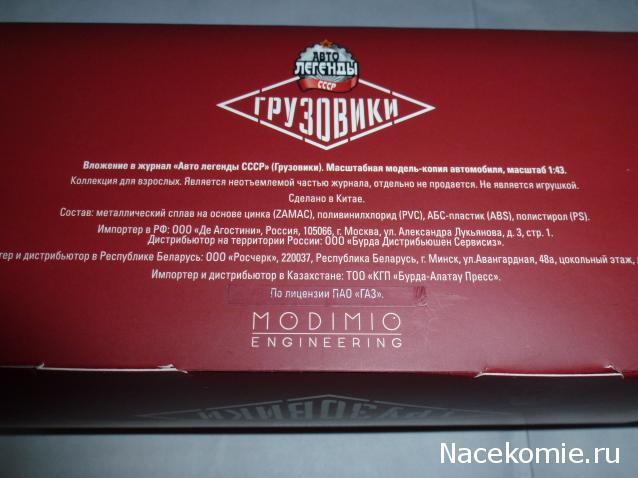 АВТО
ЛЕГЕНДЫ
СССР
ГРУЗОВИКИ
Вложение в журнал «Авто легенды СССР» (Грузовики). Масштабная модель-копия автомобиля, масштаб 1:43.
Коллекция для взрослых. Является неотъемлемой частью журнала, отдельно не продается. Не является игрушкой.
Сделано в Китае.
Состав: металлический сплав на основе цинка (ZAMAC), поливинилхлорид (PVC), АБС-пластик (ABS), полистирол (PS).
Импортер в РФ: ООО «Де Агостини», Россия, 105066, г. Москва, ул. Александра Лукьянова, д. 3, стр. 1.
Дистрибьютор на территории России: ООО «Бурда Дистрибьюшен Сервисиз».
тер и дистрибьютор в Республике Беларусь: ООО «Росчерк», 220037, Республика Беларусь, г. Минск, ул.Авангардная, 48а, цокольный этаж,
Импортер и дистрибьютор в Казахстане: ТОО «КГП «Бурда-Алатау Пресс».
По лицензии ПАО «ГАЗ».
MODIMIO
ENGINEERING
ГРУЗОВИКИ
Nacekomie.ru